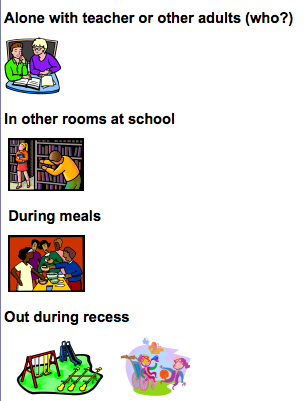 Alone with teacher or other adults (who?)
In other rooms at school
During meals
Out during recess